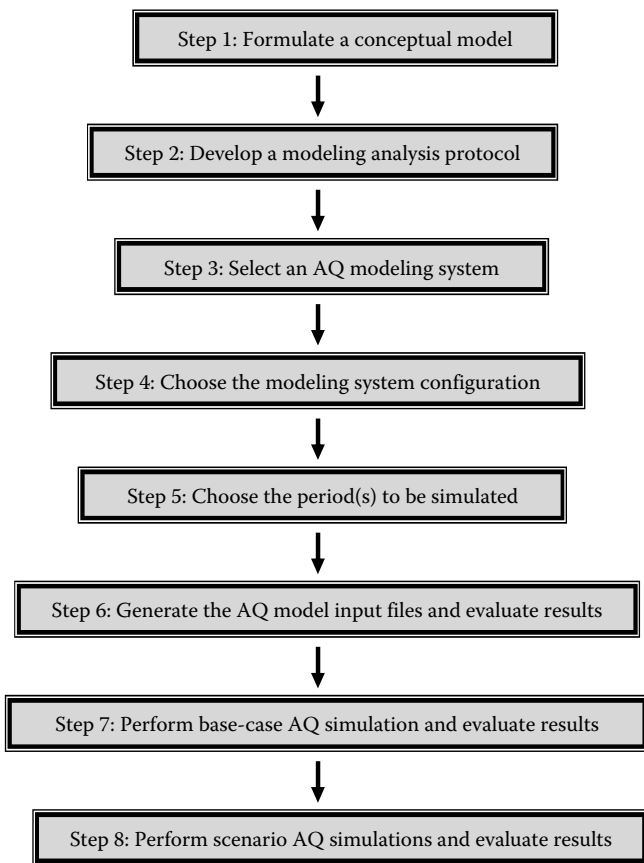 Step 1: Formulate a conceptual model
Step 2: Develop a modeling analysis protocol
Step 3: Select an AQ modeling system
Step 4: Choose the modeling system configuration
Step 5: Choose the period(s) to be simulated
Step 6: Generate the AQ model input files and evaluate results
Step 7: Perform base-case AQ simulation and evaluate results
Step 8: Perform scenario AQ simulations and evaluate results